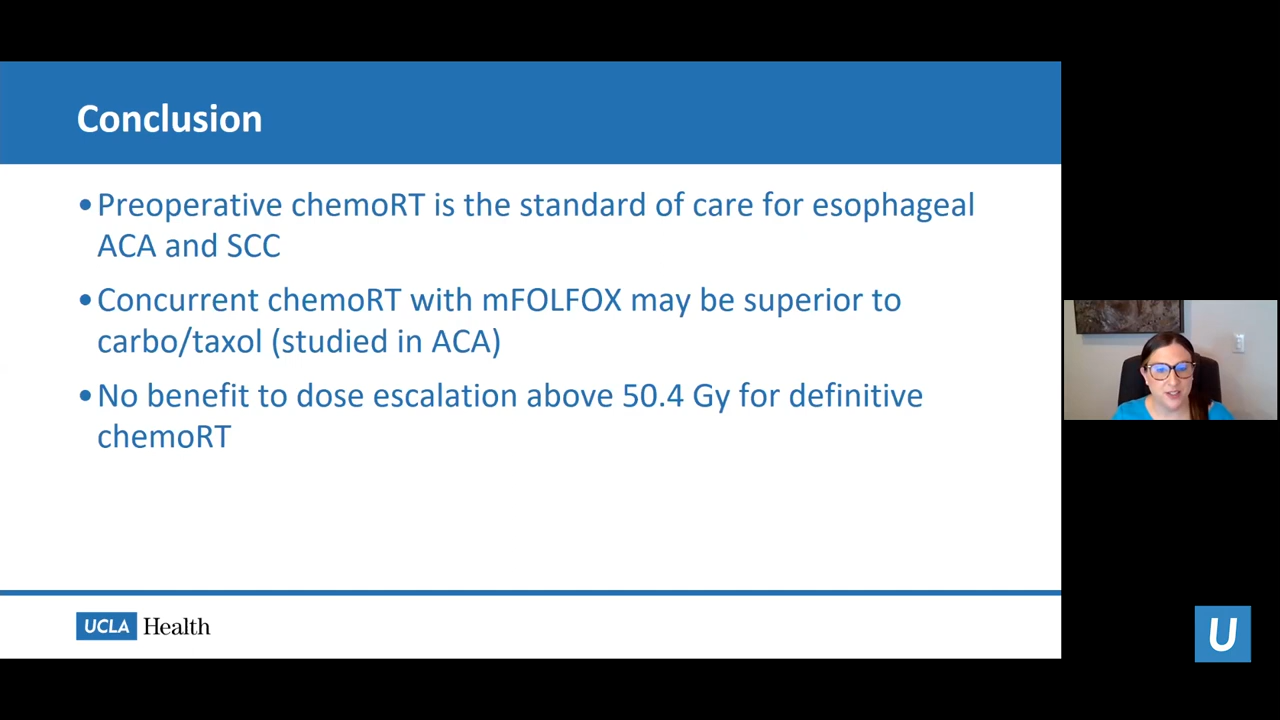 Conclusion
•Preoperative chemoRT is the standard of care for esophageal
ACA and SCC
•Concurrent chemoRT with mFOLFOX may be superior to
carbo/taxol (studied in ACA)
•No benefit to dose escalation above 50.4 Gy for definitive
chemoRT
UCLA Health
U